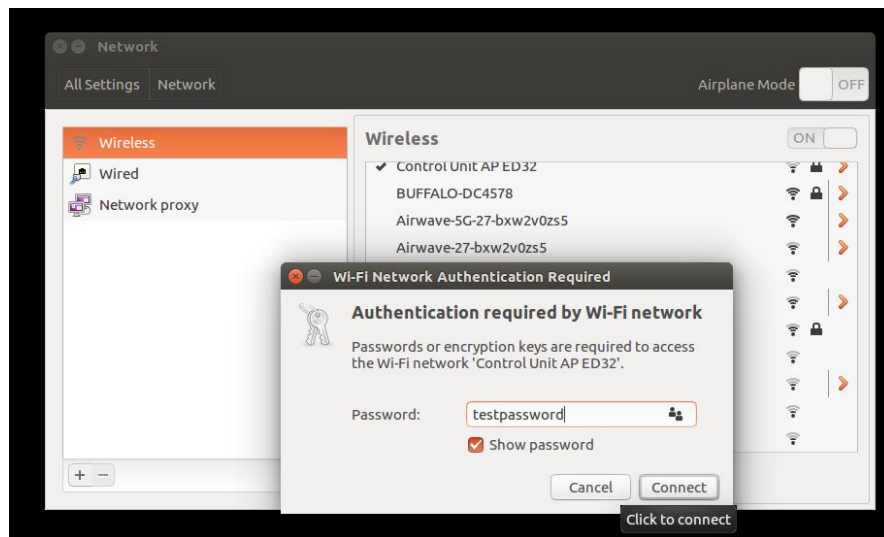 Network
All Settings Network Airplane Mode OFF
Wireless
Wired
Network proxy
Wireless ON
Control Unit AP ED32
BUFFALO-DC4578
Airwave-5G-27-bxw2v0zs5
Airwave-27-bxw2v0zs5
Wi-Fi Network Authentication Required
Authentication required by Wi-Fi network
Passwords or encryption keys are required to access
the Wi-Fi network 'Control Unit AP ED32'.
Password: testpassword
Show password
Cancel Connect
Click to connect